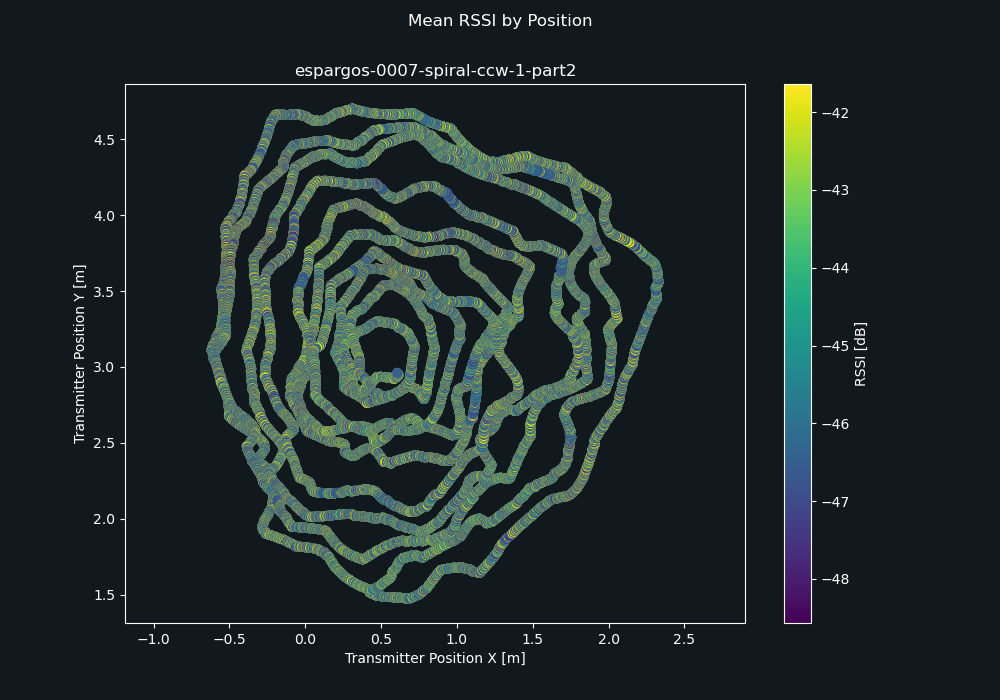 Mean RSSI by Position
espargos-0007-spiral-ccw-1-part2
Transmitter Position Y [m]
4.5
4.0
3.5
3.0
2.5
2.0
1.5
−1.0 −0.5 0.0 0.5 1.0 1.5 2.0 2.5
Transmitter Position X [m]
−42
−43
−44
−45
−46
−47
−48
RSSI [dB]